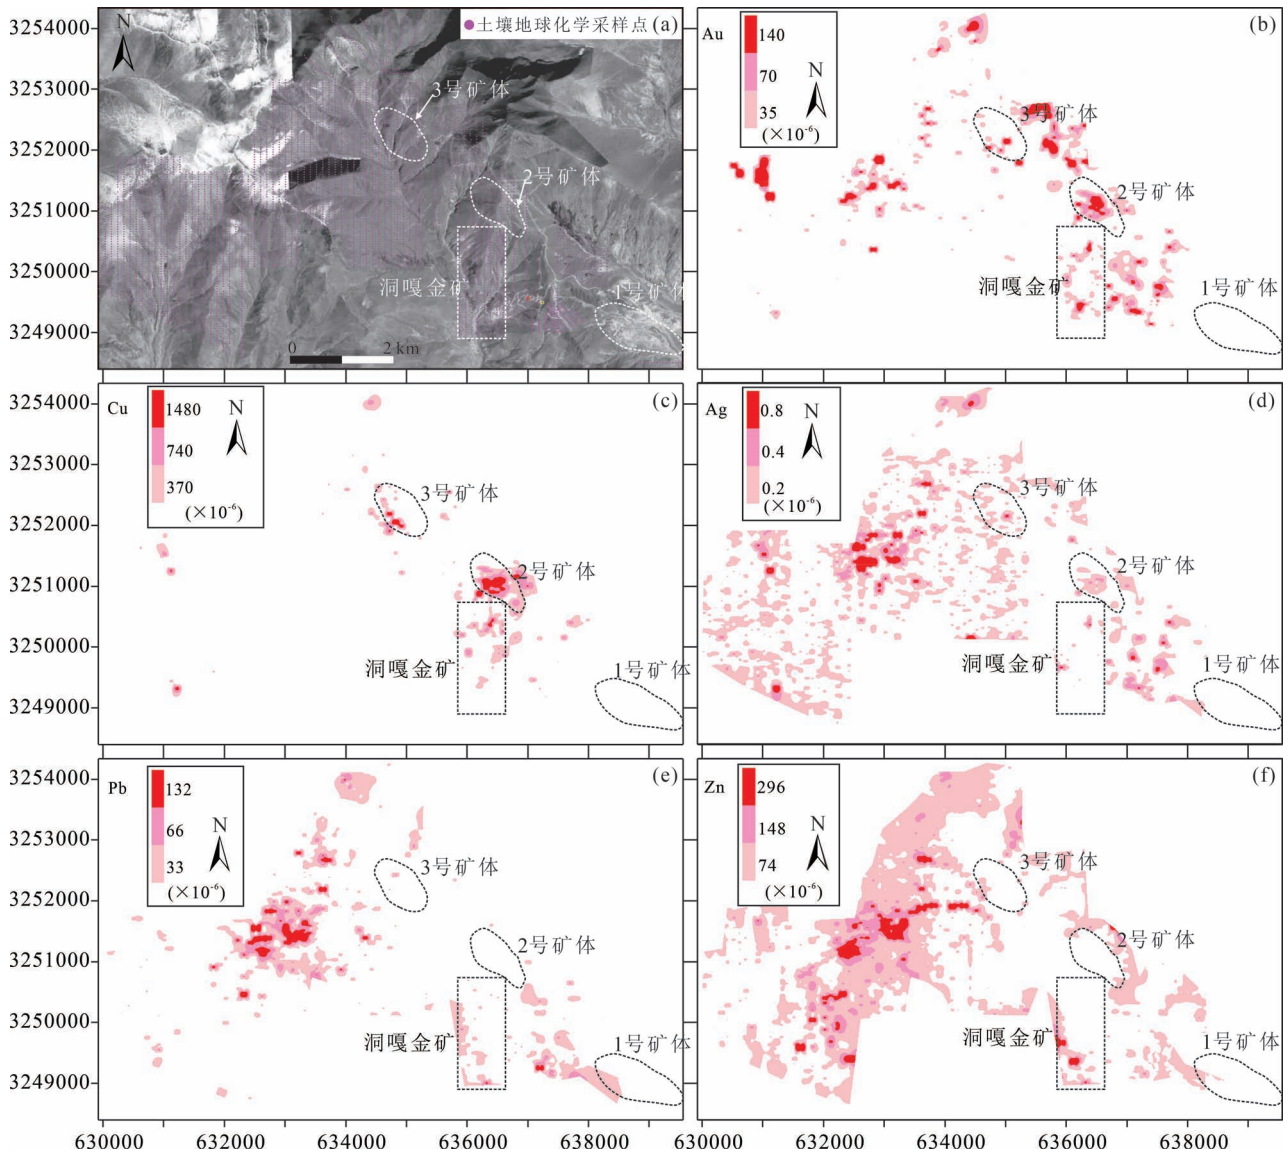 3254000
3253000
3252000
3251000
3250000
3249000
N
土壤地球化学采样点
(a)
3号矿体
2号矿体
洞嘎金矿
1号矿体
0 2 km
Au
140
70
35
(×10-6)
N
(b)
3号矿体
2号矿体
洞嘎金矿
1号矿体
3254000
3253000
3252000
3251000
3250000
3249000
Cu
1480
740
370
(×10-6)
N
(c)
3号矿体
2号矿体
洞嘎金矿
1号矿体
Ag
0.8
0.4
0.2
(×10-6)
N
(d)
3号矿体
2号矿体
洞嘎金矿
1号矿体
3254000
3253000
3252000
3251000
3250000
3249000
Pb
132
66
33
(×10-6)
N
(e)
3号矿体
2号矿体
洞嘎金矿
1号矿体
Zn
296
148
74
(×10-6)
N
(f)
3号矿体
2号矿体
洞嘎金矿
1号矿体
630000 632000 634000 636000 638000
630000 632000 634000 636000 638000